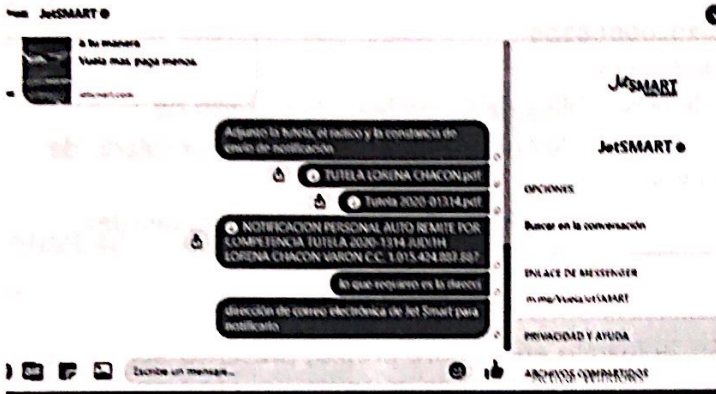 JetSMART
a tu manera
Vuela mas, paga menos.
Adjunto la tutela, el radico y la constancia de
envío de notificación
TUTELA LORENA CHACON.pdf
Tutela 2020-01314.pdf
NOTIFICACION PERSONAL AUTO REMITE POR
COMPETENCIA TUTELA 2020-1314 JUDITH
LORENA CHACON VARON C.C.
lo que requiero es la direcci
dirección de correo electrónica de Jet Smart para
notificarlo
GIF
Escribe un mensaje...
JetSMART
JetSMART
OPCIONES
Buscar en la conversación
ENLACE DE MESSENGER
PRIVACIDAD Y AYUDA
ARCHIVOS COMPARTIDOS